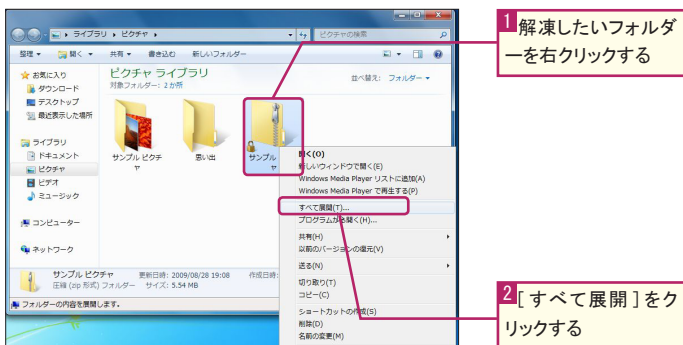 ライブラリ ▸ ピクチャ ▸
ピクチャの検索
整理 ▾ 開く ▾ 共有 ▾ 書き込む 新しいフォルダー
お気に入り
ダウンロード
デスクトップ
最近表示した場所
ライブラリ
ドキュメント
ピクチャ
ビデオ
ミュージック
コンピューター
ネットワーク
ピクチャ ライブラリ
対象フォルダー: 2 か所
並べ替え: フォルダー ▾
サンプル ピクチ
ャ
思い出
サンプル
ャ
開く(O)
新しいウィンドウで開く(E)
Windows Media Player リストに追加(A)
Windows Media Player で再生する(P)
すべて展開(T)...
プログラムから開く(H)...
共有(H)
以前のバージョンの復元(V)
送る(N)
切り取り(T)
コピー(C)
ショートカットの作成(S)
削除(D)
名前の変更(M)
サンプル ピクチャ 更新日時: 2009/08/28 19:08 作成日時:
圧縮 (zip 形式) フォルダー サイズ: 5.54 MB
フォルダーの内容を展開します。
1 解凍したいフォルダ
ーを右クリックする
2 [すべて展開]をク
リックする